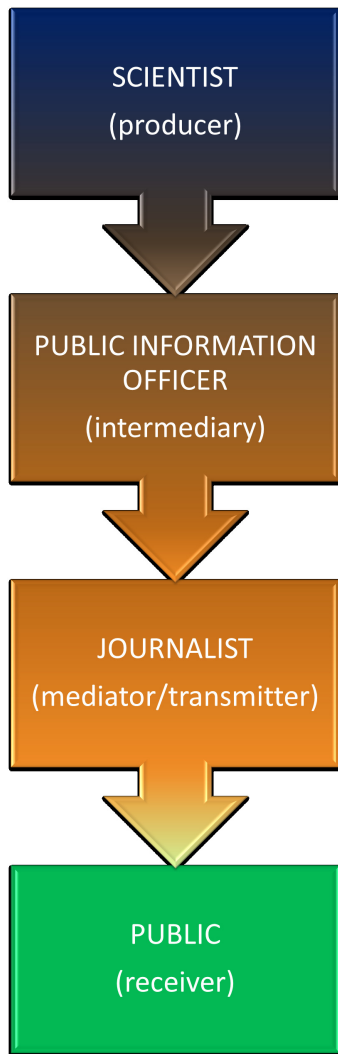 SCIENTIST
(producer)
PUBLIC INFORMATION
OFFICER
(intermediary)
JOURNALIST
(mediator/transmitter)
PUBLIC
(receiver)